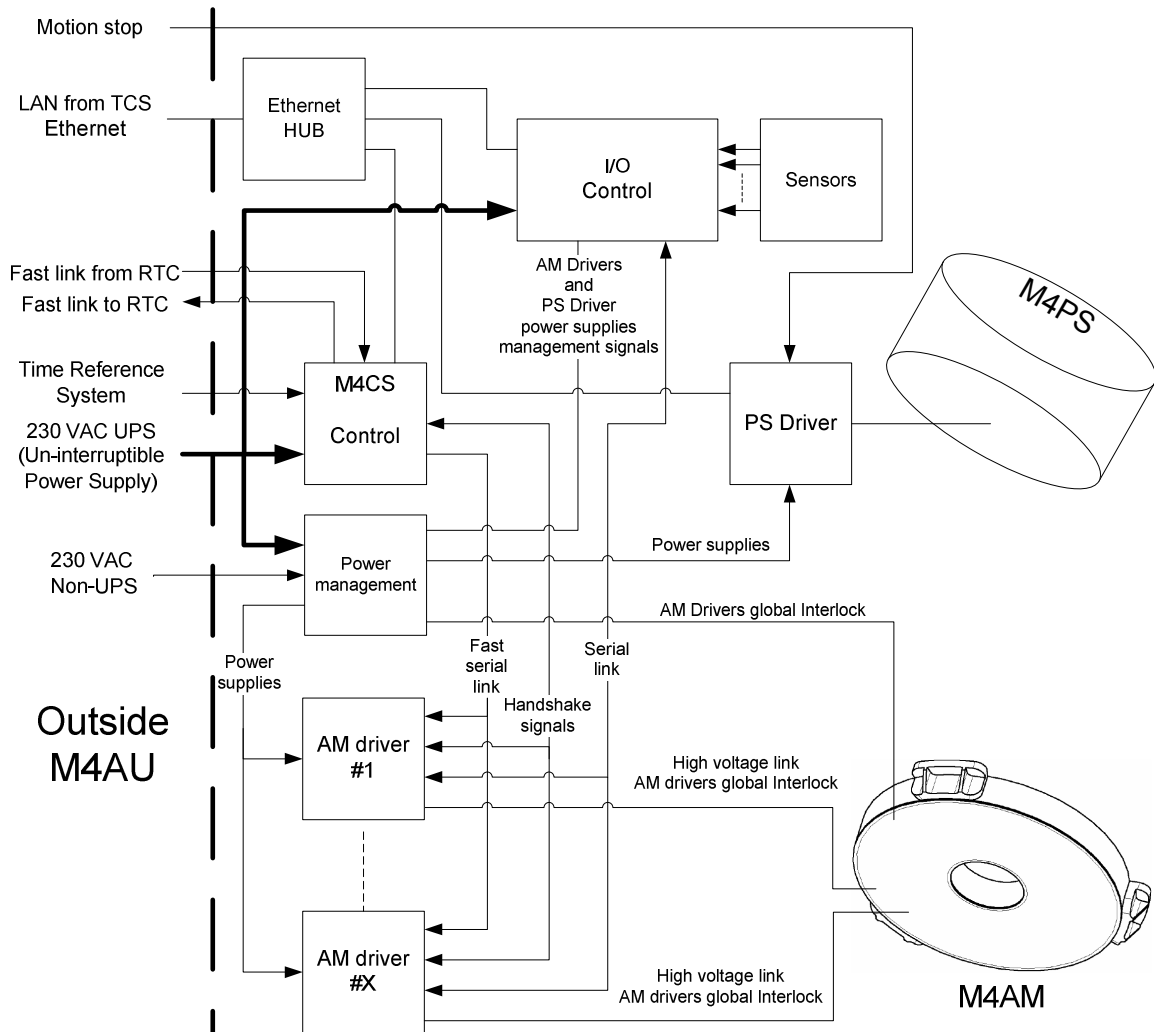 Motion stop
LAN from TCS
Ethernet
Ethernet
HUB
I/O
Control
Sensors
Fast link from RTC
Fast link to RTC
AM Drivers
and
PS Driver
power supplies
management signals
M4PS
Time Reference
System
M4CS
Control
PS Driver
230 VAC UPS
(Un-interruptible
Power Supply)
230 VAC
Non-UPS
Power
management
Power supplies
AM Drivers global Interlock
Power
supplies
Fast
serial
link
Serial
link
Handshake
signals
Outside
M4AU
AM driver
#1
High voltage link
AM drivers global Interlock
AM driver
#X
High voltage link
AM drivers global Interlock
M4AM